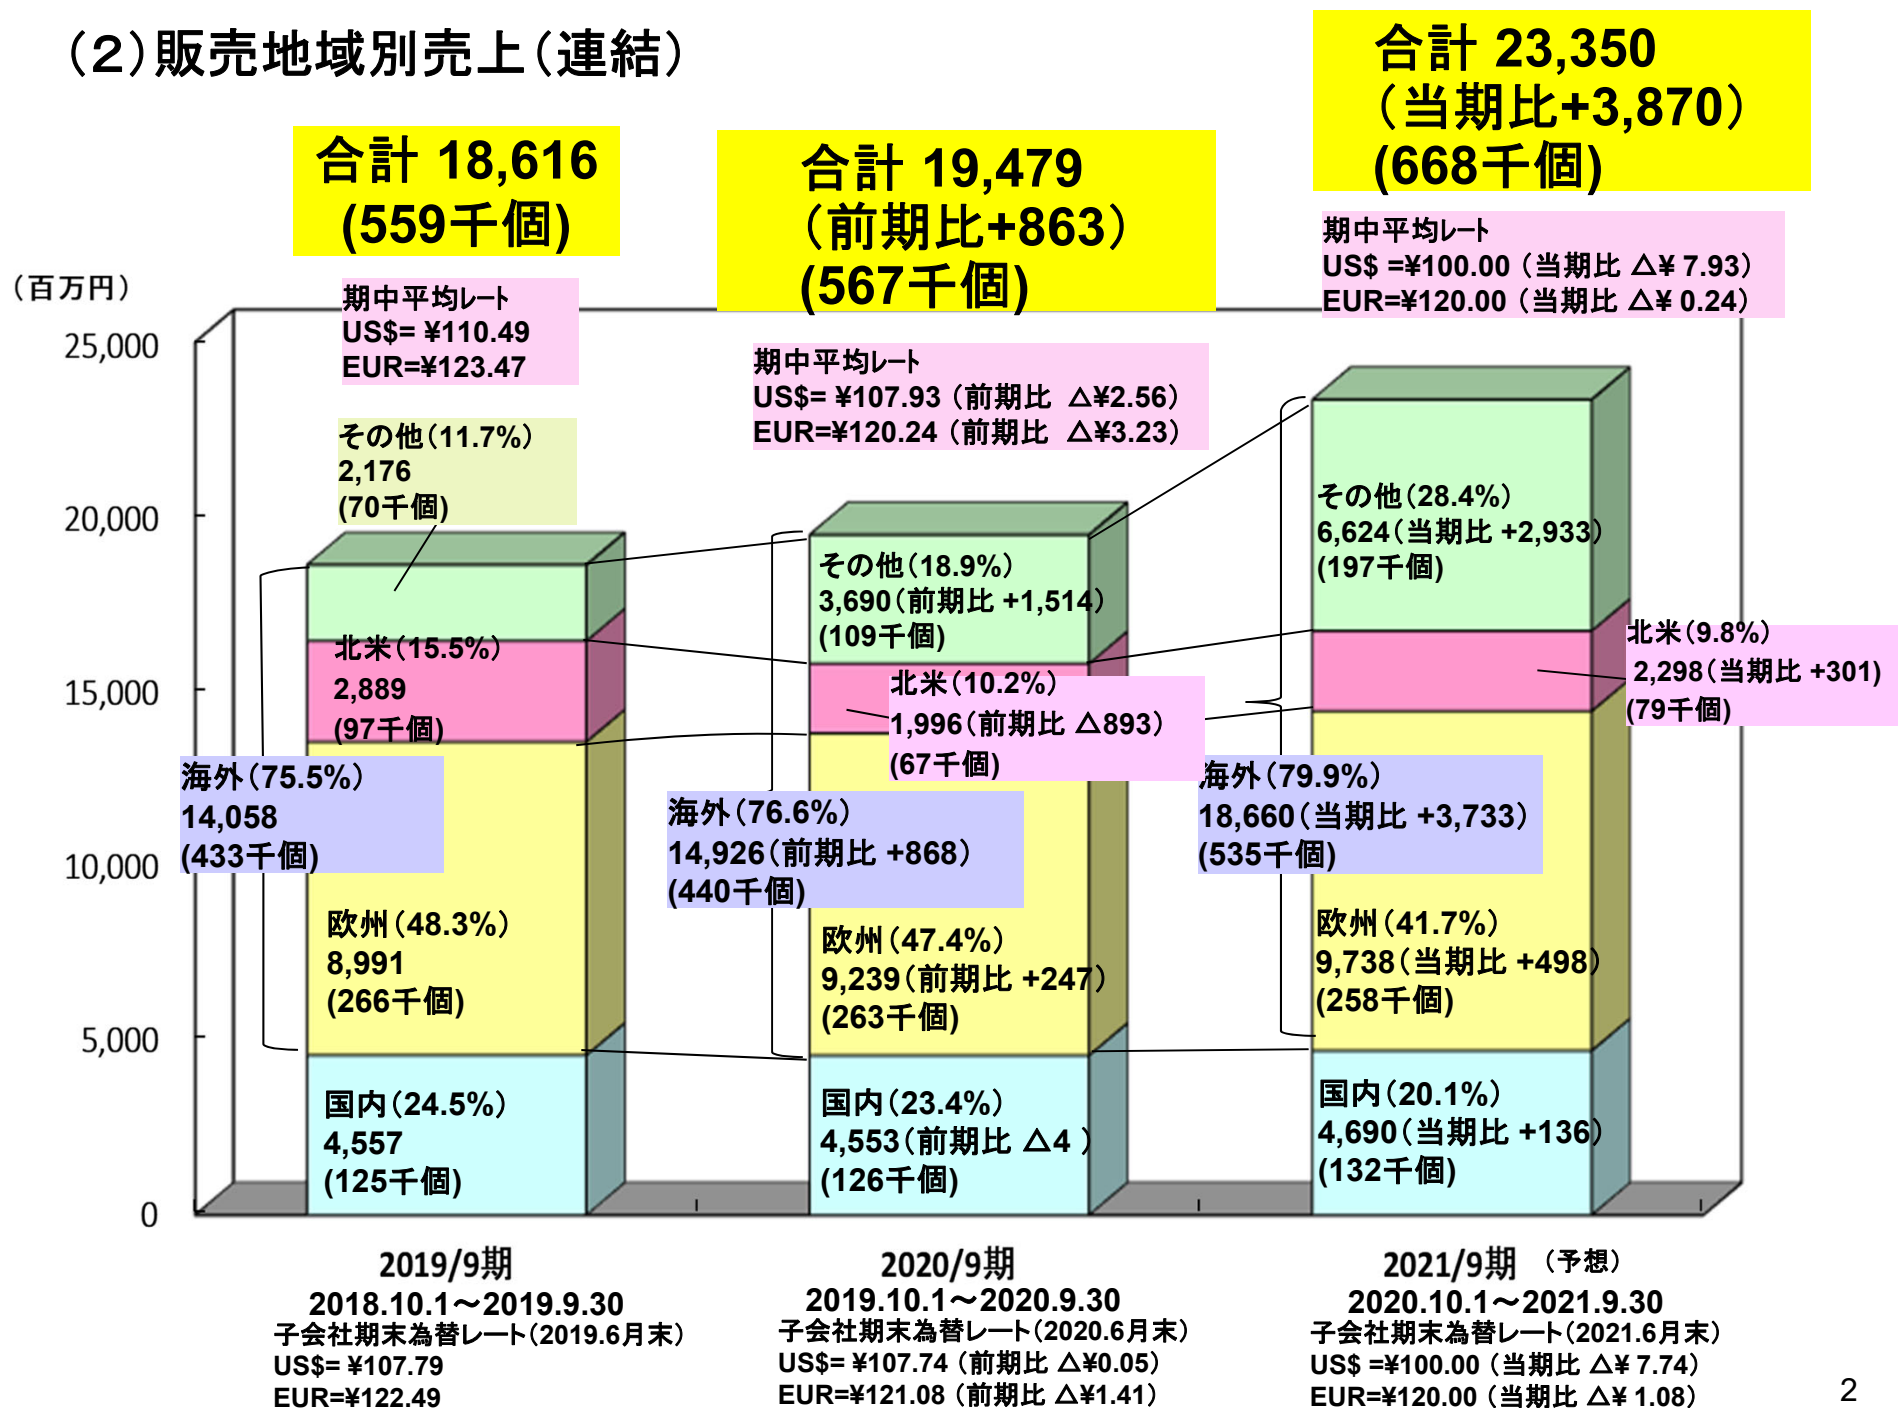 （２）販売地域別売上（連結）
合計 18,616
(559千個)
合計 19,479
（前期比+863）
(567千個)
合計 23,350
（当期比+3,870）
(668千個)
（百万円）
25,000
20,000
15,000
10,000
5,000
0
期中平均レート
US$= ¥110.49
EUR=¥123.47
期中平均レート
US$= ¥107.93（前期比 △¥2.56）
EUR=¥120.24（前期比 △¥3.23）
期中平均レート
US$ =¥100.00（当期比 △¥ 7.93）
EUR=¥120.00（当期比 △¥ 0.24）
その他（11.7%）
2,176
(70千個)
北米（15.5%）
2,889
(97千個)
海外（75.5%）
14,058
(433千個)
欧州（48.3%）
8,991
(266千個)
国内（24.5%）
4,557
(125千個)
その他（18.9%）
3,690（前期比 +1,514）
(109千個)
北米（10.2%）
1,996（前期比 △893）
(67千個)
海外（76.6%）
14,926（前期比 +868）
(440千個)
欧州（47.4%）
9,239（前期比 +247）
(263千個)
国内（23.4%）
4,553（前期比 △4 ）
(126千個)
その他（28.4%）
6,624（当期比 +2,933）
(197千個)
北米（9.8%）
2,298（当期比 +301)
(79千個)
海外（79.9%）
18,660（当期比 +3,733）
(535千個)
欧州（41.7%）
9,738（当期比 +498）
(258千個)
国内（20.1%）
4,690（当期比 +136）
(132千個)
2019/9期
2018.10.1～2019.9.30
子会社期末為替レート（2019.6月末）
US$= ¥107.79
EUR=¥122.49
2020/9期
2019.10.1～2020.9.30
子会社期末為替レート（2020.6月末）
US$= ¥107.74（前期比 △¥0.05）
EUR=¥121.08（前期比 △¥1.41）
2021/9期 （予想）
2020.10.1～2021.9.30
子会社期末為替レート（2021.6月末）
US$ =¥100.00（当期比 △¥ 7.74）
EUR=¥120.00（当期比 △¥ 1.08）
2